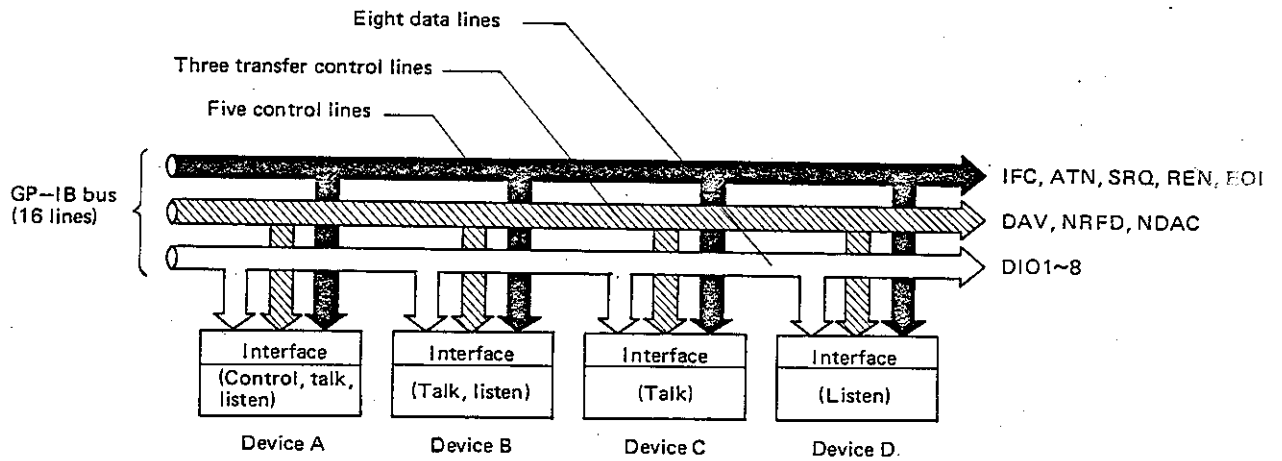 Eight data lines
Three transfer control lines
Five control lines
GP-IB bus
(16 lines)
IFC, ATN, SRQ, REN, EOI
DAV, NRFD, NDAC
DIO1~8
Interface
(Control, talk,
listen)
Device A
Interface
(Talk, listen)
Device B
Interface
(Talk)
Device C
Interface
(Listen)
Device D.